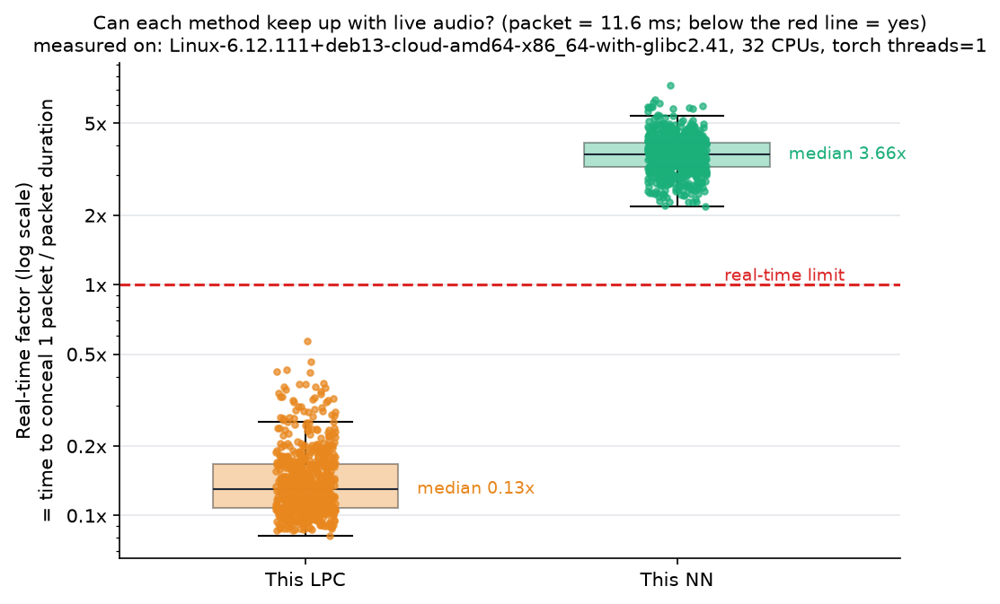 Can each method keep up with live audio? (packet = 11.6 ms; below the red line = yes)
measured on: Linux-6.12.111+deb13-cloud-amd64-x86_64-with-glibc2.41, 32 CPUs, torch threads=1
Real-time factor (log scale)
= time to conceal 1 packet / packet duration
5x
2x
1x
0.5x
0.2x
0.1x
median 3.66x
real-time limit
median 0.13x
This LPC
This NN